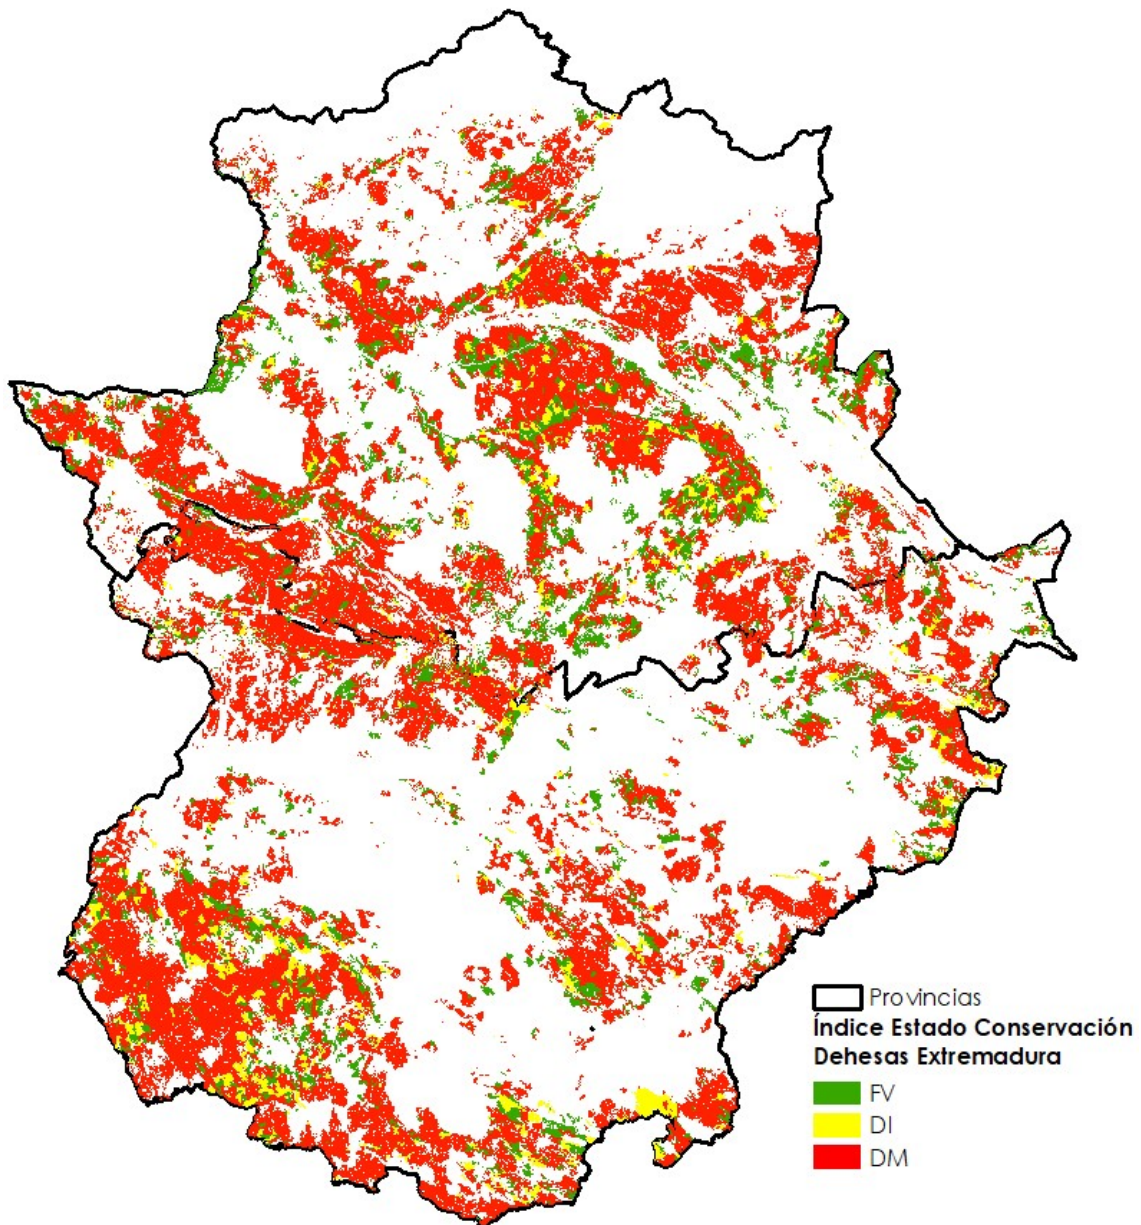 Provincias
Índice Estado Conservación
Dehesas Extremadura
FV
DI
DM